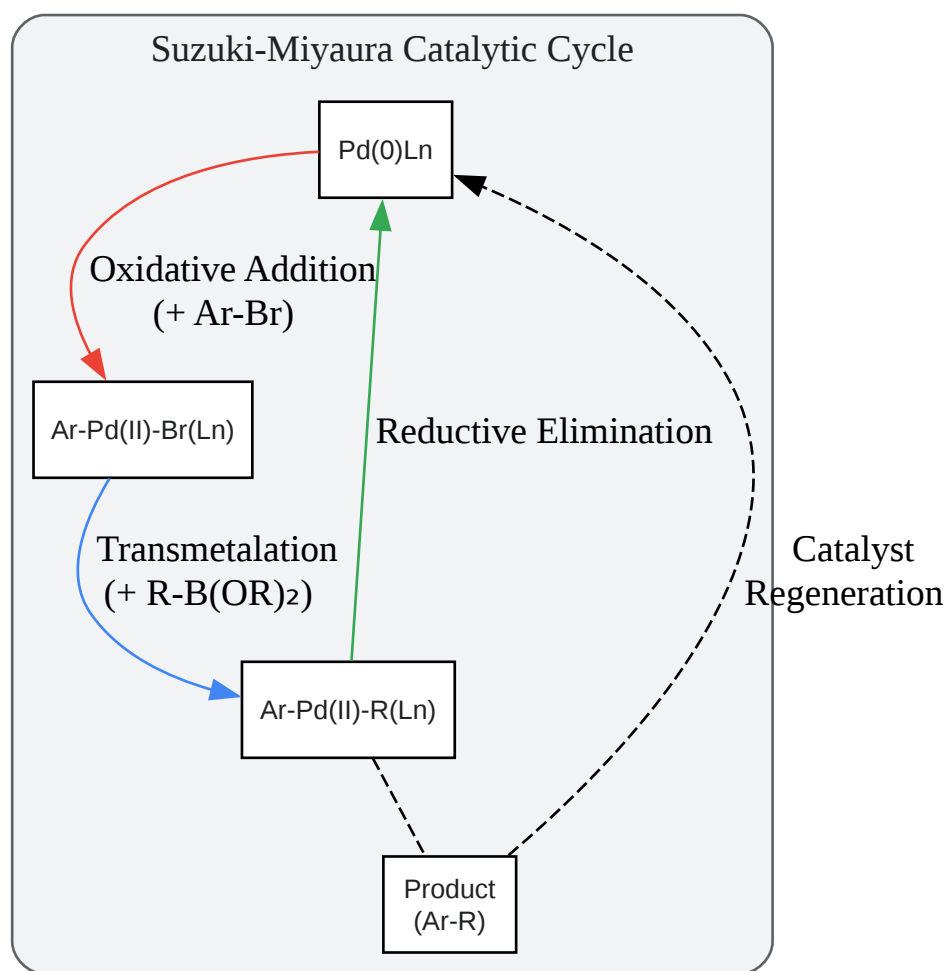 Suzuki-Miyaura Catalytic Cycle
Pd(0)Ln
Oxidative Addition
(+ Ar-Br)
Ar-Pd(II)-Br(Ln)
Reductive Elimination
Transmetalation
(+ R-B(OR)₂)
Catalyst
Regeneration
Ar-Pd(II)-R(Ln)
Product
(Ar-R)